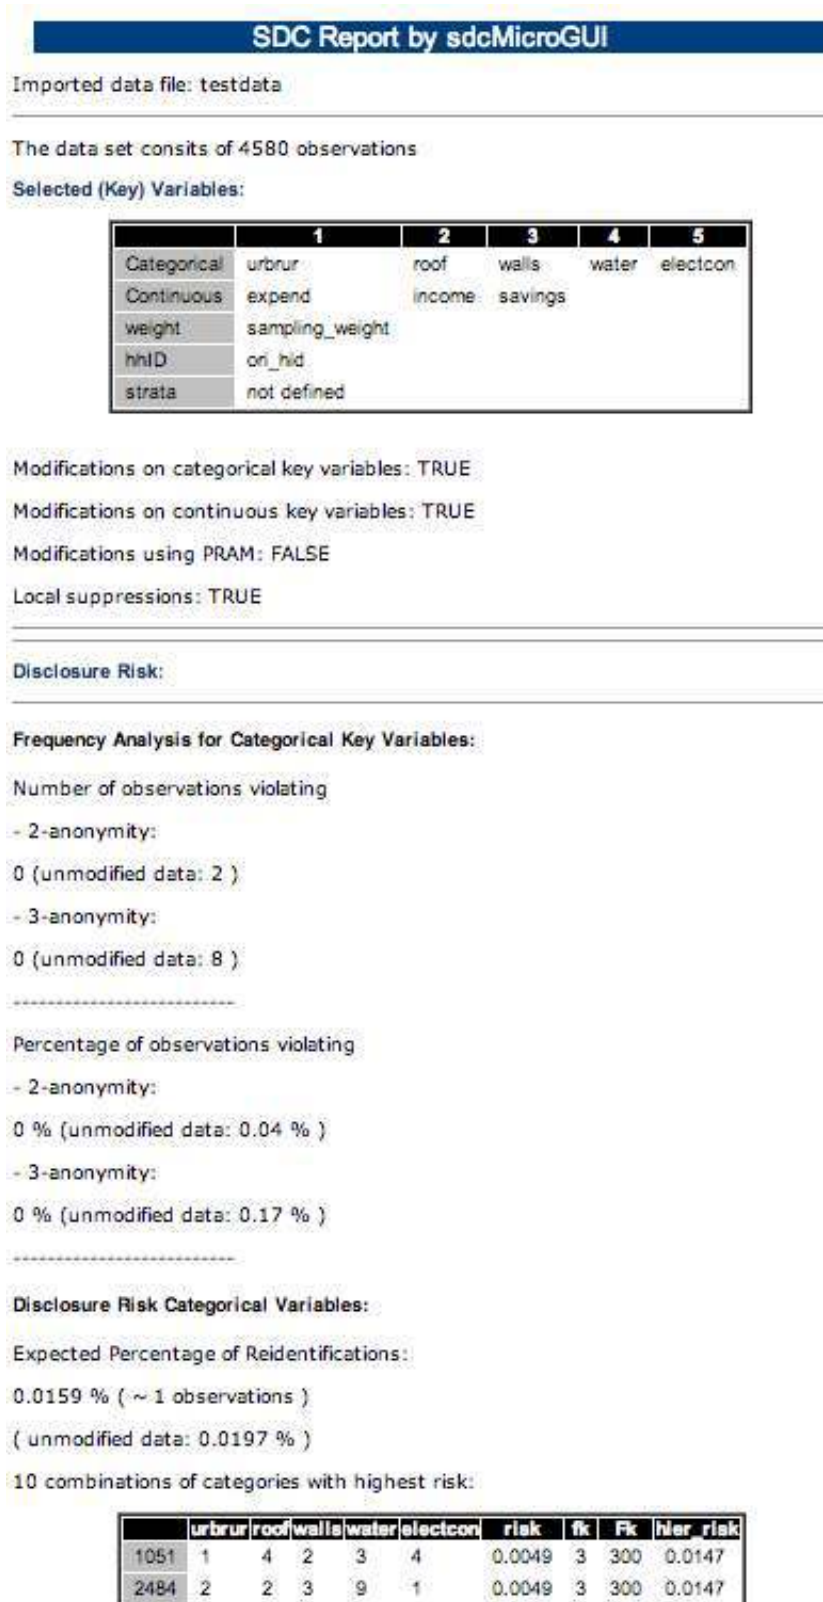 SDC Report by sdcMicroGUI
Imported data file: testdata
The data set consits of 4580 observations
Selected (Key) Variables:
1 2 3 4 5
Categorical urbrur roof walls water electcon
Continuous expend income savings
weight sampling_weight
hhID ori_hid
strata not defined
Modifications on categorical key variables: TRUE
Modifications on continuous key variables: TRUE
Modifications using PRAM: FALSE
Local suppressions: TRUE
Disclosure Risk:
Frequency Analysis for Categorical Key Variables:
Number of observations violating
- 2-anonymity:
0 (unmodified data: 2 )
- 3-anonymity:
0 (unmodified data: 8 )
---------------------------
Percentage of observations violating
- 2-anonymity:
0 % (unmodified data: 0.04 % )
- 3-anonymity:
0 % (unmodified data: 0.17 % )
---------------------------
Disclosure Risk Categorical Variables:
Expected Percentage of Reidentifications:
0.0159 % ( ~ 1 observations )
( unmodified data: 0.0197 % )
10 combinations of categories with highest risk:
urbrur roof walls water electcon risk fk Fk hier_risk
1051 1 4 2 3 4 0.0049 3 300 0.0147
2484 2 2 3 9 1 0.0049 3 300 0.0147